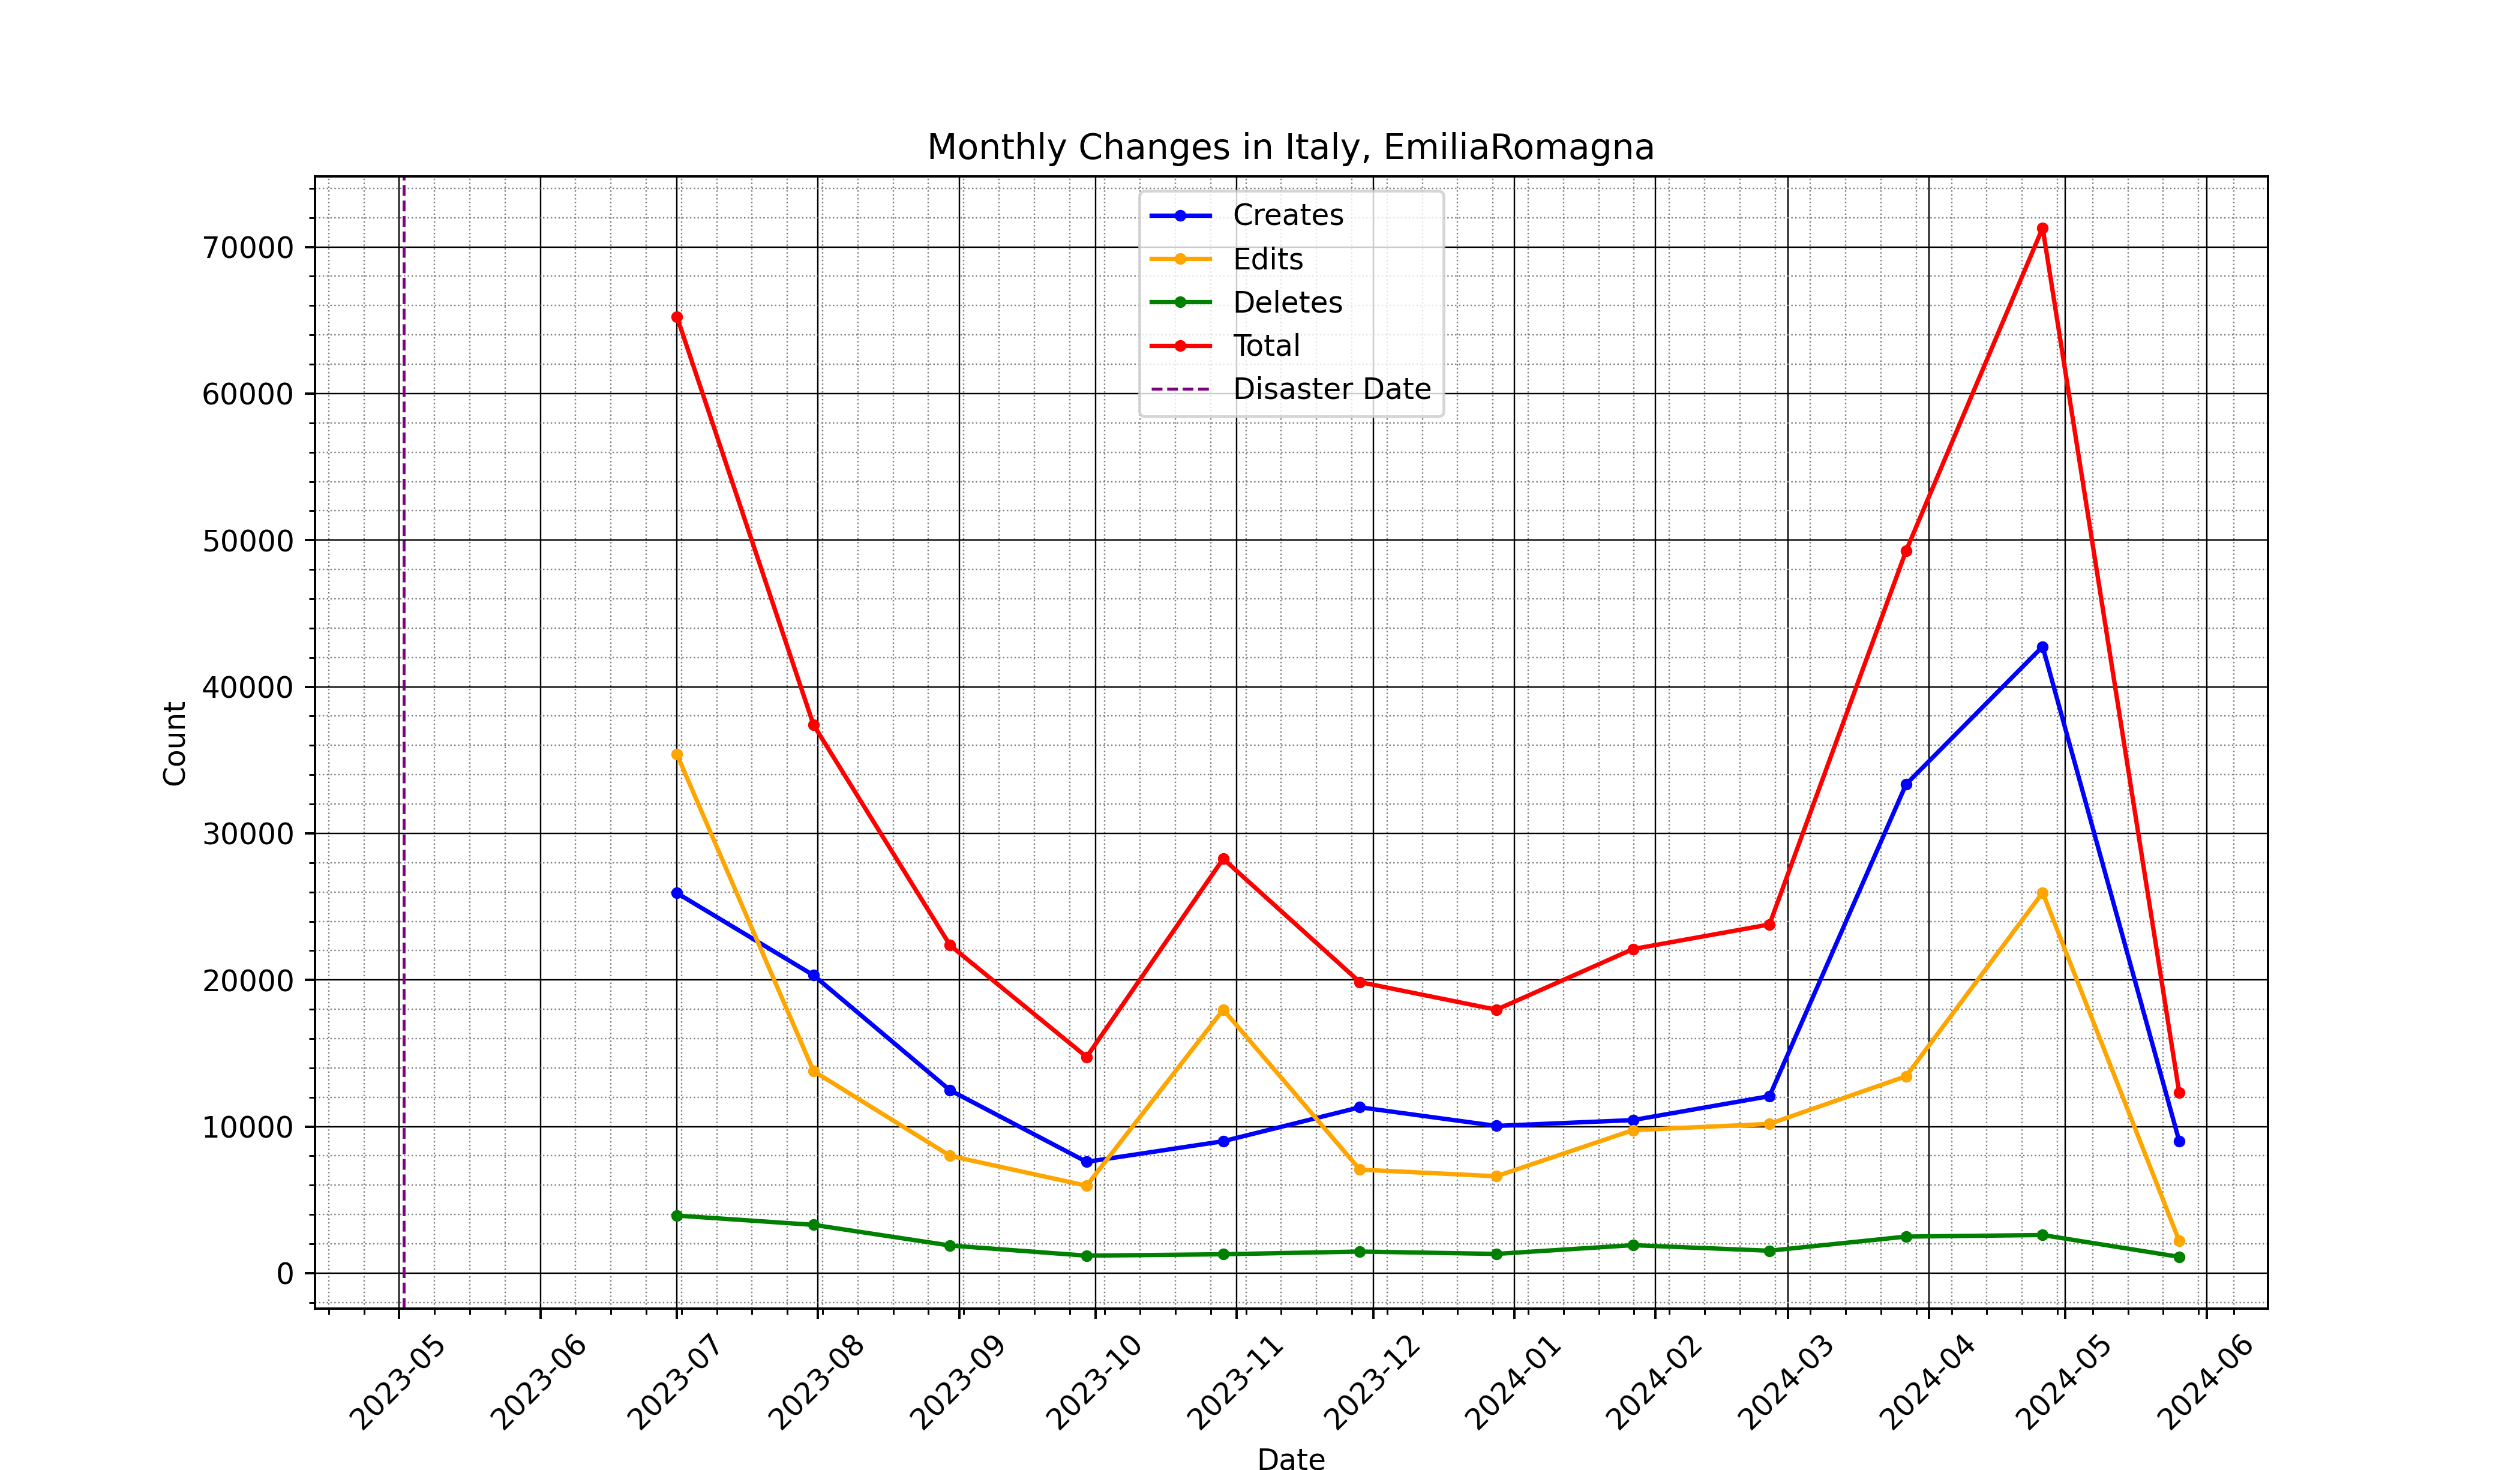 Monthly Changes in Italy, EmiliaRomagna
Creates
Edits
Deletes
Total
Disaster Date
70000
60000
50000
40000
30000
20000
10000
0
Count
2023-05
2023-06
2023-07
2023-08
2023-09
2023-10
2023-11
2023-12
2024-01
2024-02
2024-03
2024-04
2024-05
2024-06
Date